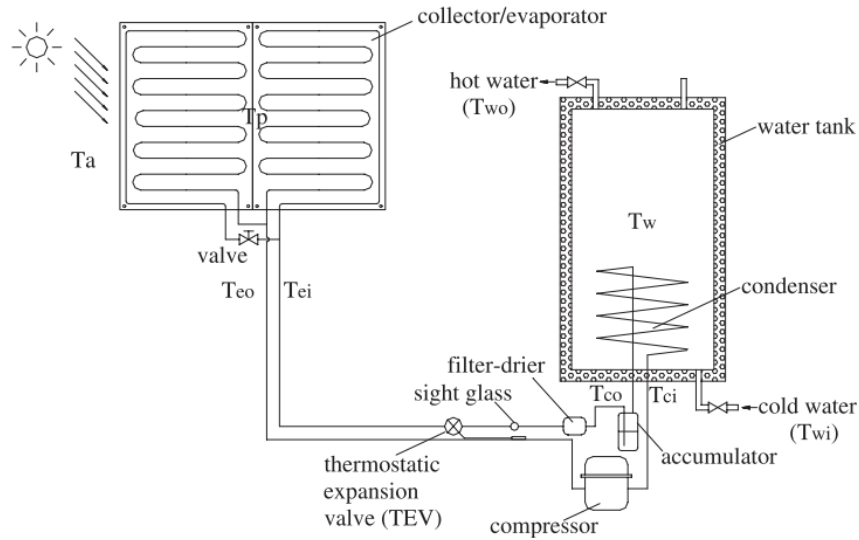 collector/evaporator
hot water
(Two)
water tank
Tp
Ta
Tw
valve
Teo
Tei
condenser
filter-drier
sight glass
Tco
Tci
cold water
(Twi)
accumulator
thermostatic
expansion
valve (TEV)
compressor